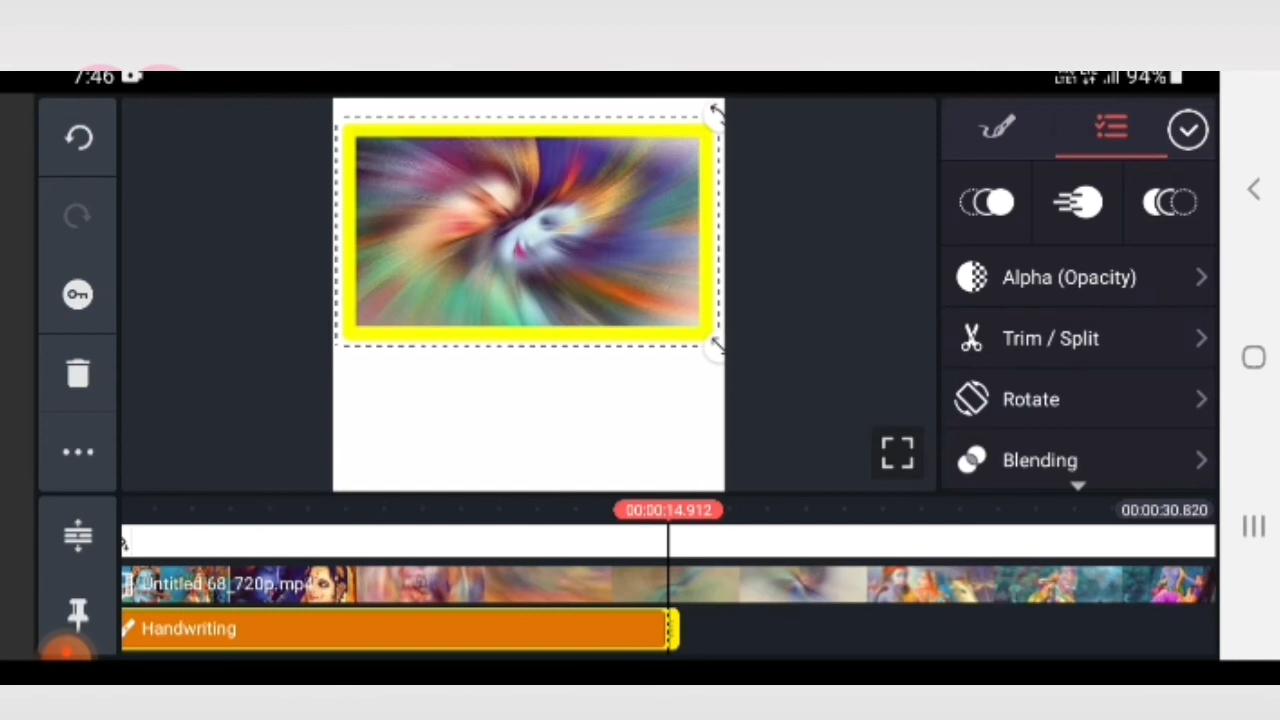 7:46
94%
Alpha (Opacity)
Trim / Split
Rotate
Blending
00:00:14.912
00:00:30.820
Untitled 68_720p.mp4
Handwriting